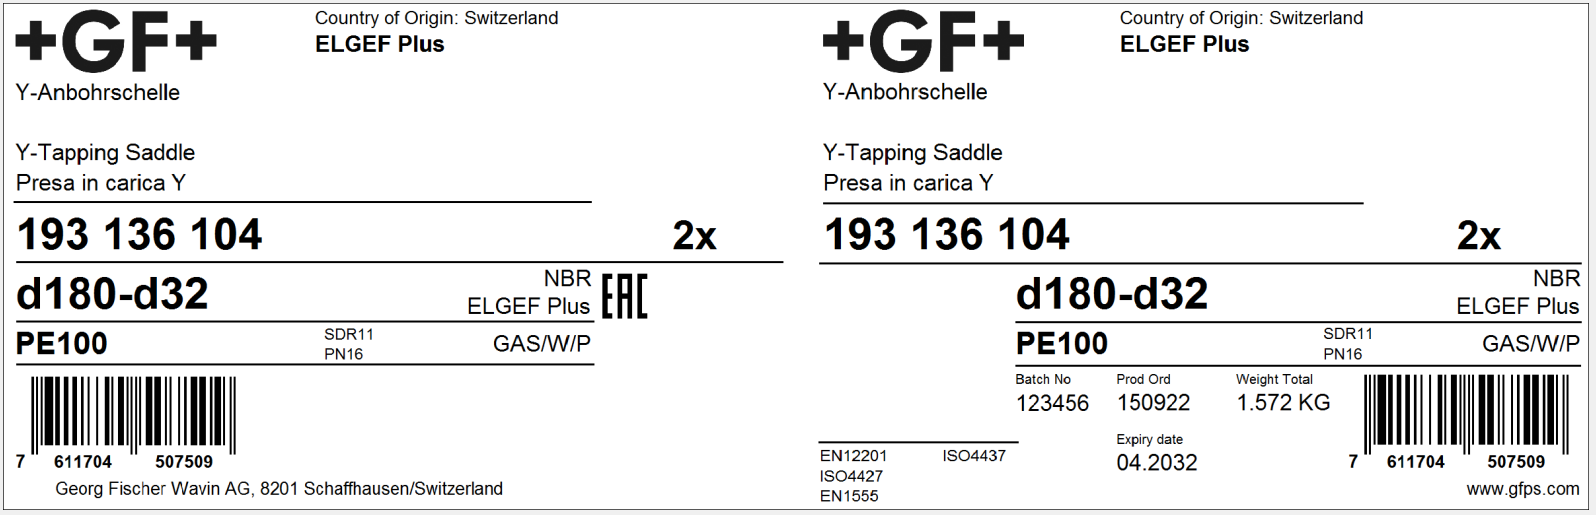 +GF+
Country of Origin: Switzerland
ELGEF Plus
Y-Anbohrschelle
Y-Tapping Saddle
Presa in carica Y
193 136 104 2x
d180-d32 NBR
ELGEF Plus EAC
PE100 SDR11
PN16 GAS/W/P
7 611704 507509
Georg Fischer Wavin AG, 8201 Schaffhausen/Switzerland
+GF+
Country of Origin: Switzerland
ELGEF Plus
Y-Anbohrschelle
Y-Tapping Saddle
Presa in carica Y
193 136 104 2x
d180-d32 NBR
ELGEF Plus
PE100 SDR11
PN16 GAS/W/P
Batch No Prod Ord Weight Total
123456 150922 1.572 KG
Expiry date
04.2032
EN12201 ISO4437
ISO4427
EN1555
7 611704 507509
www.gfps.com